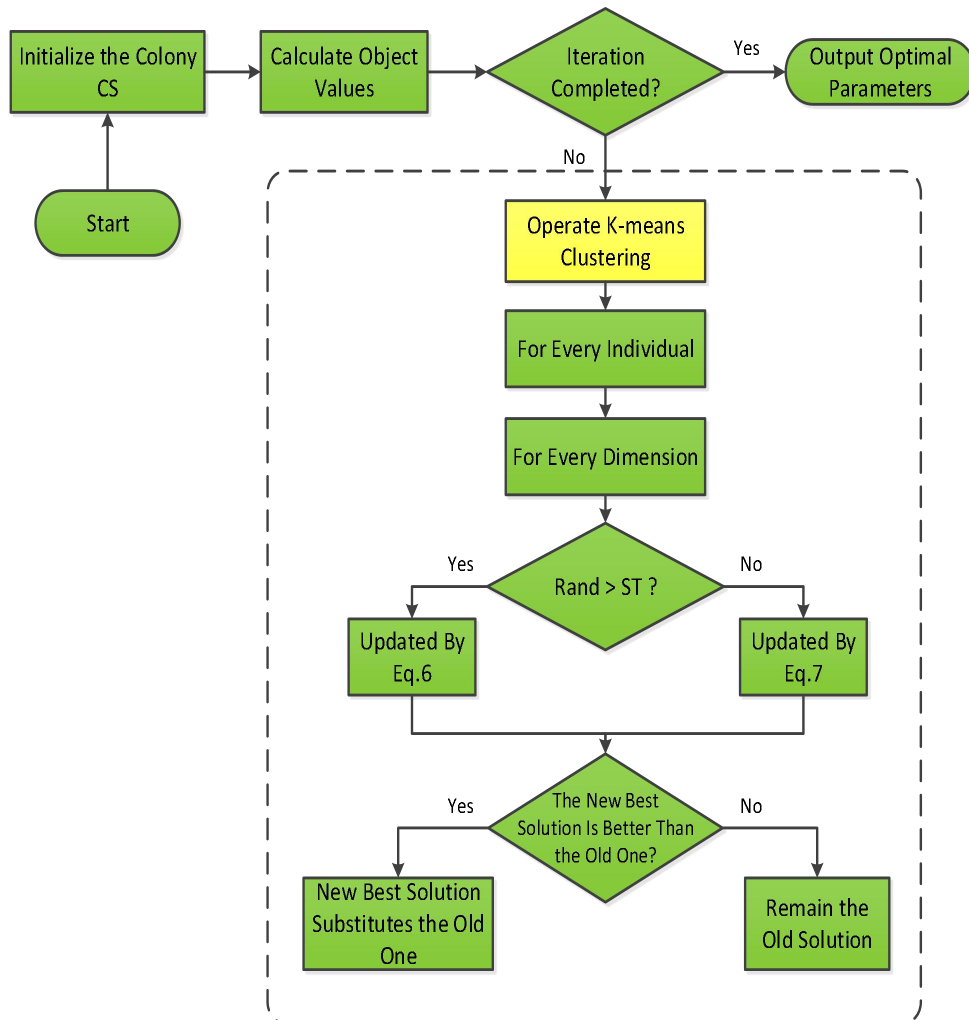 Initialize the Colony
CS
Calculate Object
Values
Iteration
Completed?
Yes
Output Optimal
Parameters
No
Start
Operate K-means
Clustering
For Every Individual
For Every Dimension
Yes
Rand > ST ?
No
Updated By
Eq.6
Updated By
Eq.7
Yes
The New Best
Solution Is Better Than
the Old One?
No
New Best Solution
Substitutes the Old
One
Remain the
Old Solution